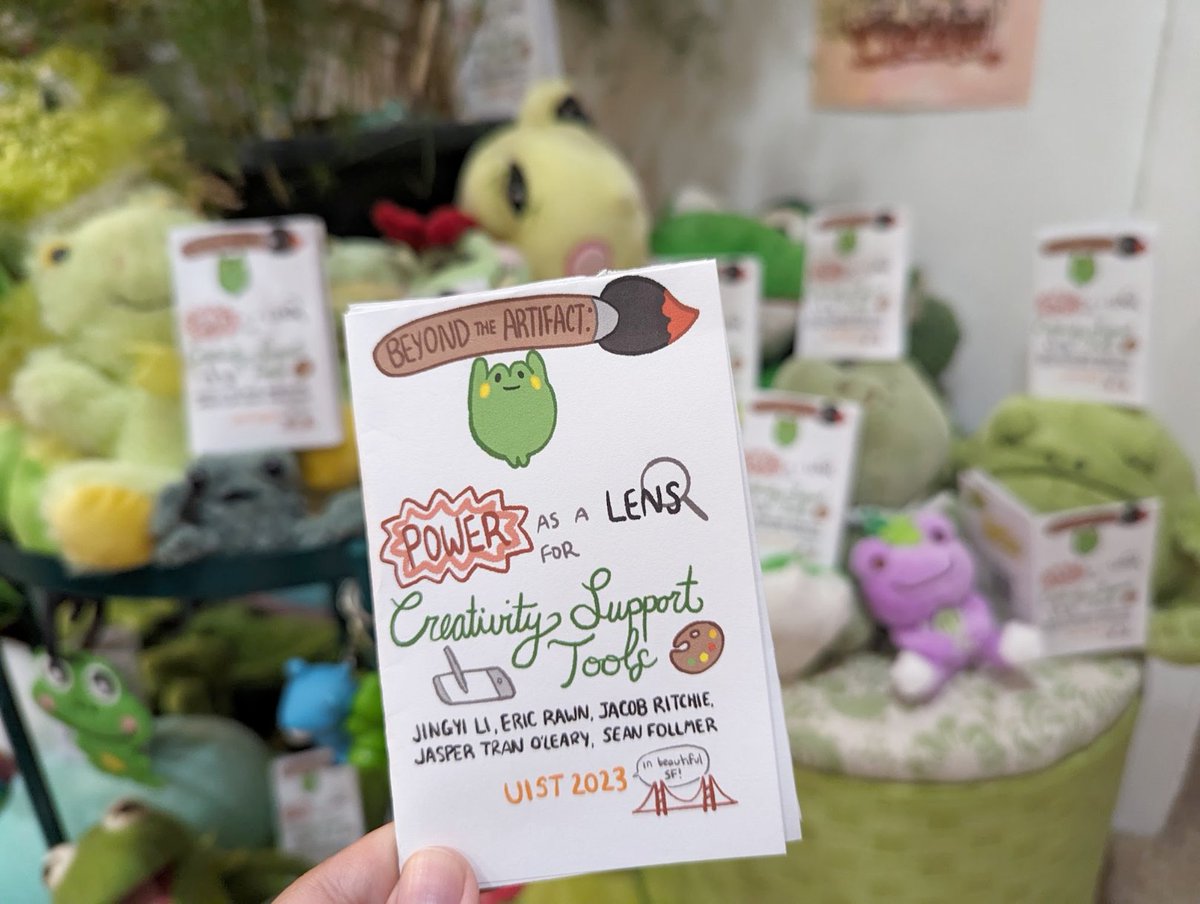 BEYOND THE ARTIFACT:
POWER AS A LENS
FOR
Creativity Support
Tools
JINGYI LI, ERIC RAWN, JACOB RITCHIE,
JASPER TRAN O'LEARY, SEAN FOLLMER
UIST 2023
in beautiful
SF!